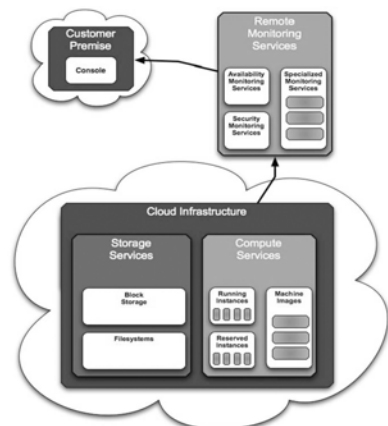 Customer
Premise
Console
Remote
Monitoring
Services
Availability
Monitoring
Services
Security
Monitoring
Services
Specialized
Monitoring
Services
Cloud Infrastructure
Storage
Services
Block
Storage
Filesystems
Compute
Services
Running
Instances
Reserved
Instances
Machine
Images